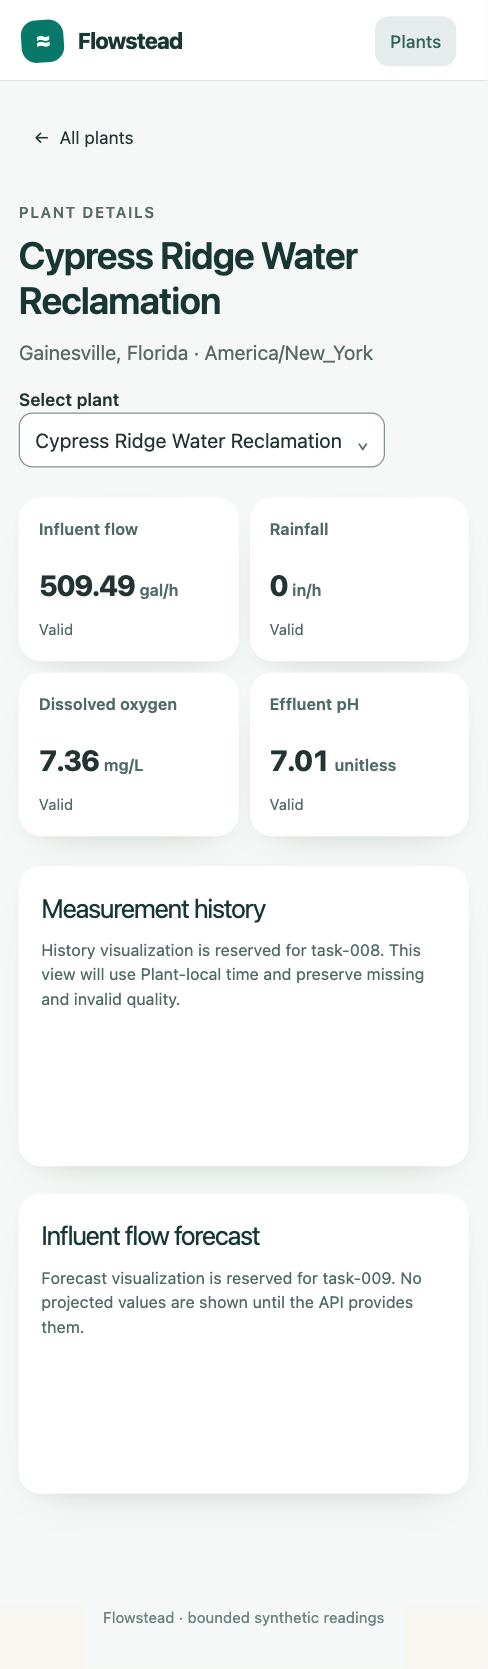 ≈ Flowstead Plants
← All plants
PLANT DETAILS
Cypress Ridge Water
Reclamation
Gainesville, Florida · America/New_York
Select plant
Cypress Ridge Water Reclamation
Influent flow
509.49 gal/h
Valid
Rainfall
0 in/h
Valid
Dissolved oxygen
7.36 mg/L
Valid
Effluent pH
7.01 unitless
Valid
Measurement history
History visualization is reserved for task-008. This
view will use Plant-local time and preserve missing
and invalid quality.
Influent flow forecast
Forecast visualization is reserved for task-009. No
projected values are shown until the API provides
them.
Flowstead · bounded synthetic readings